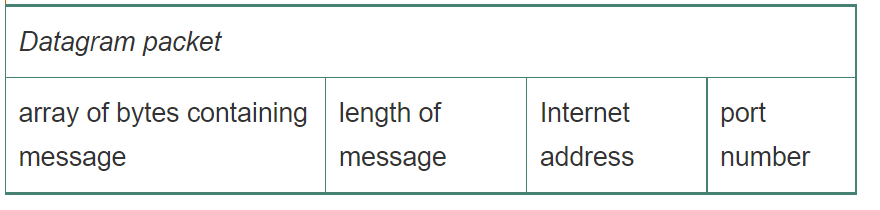 Datagram packet
array of bytes containing message
length of message
Internet address
port number